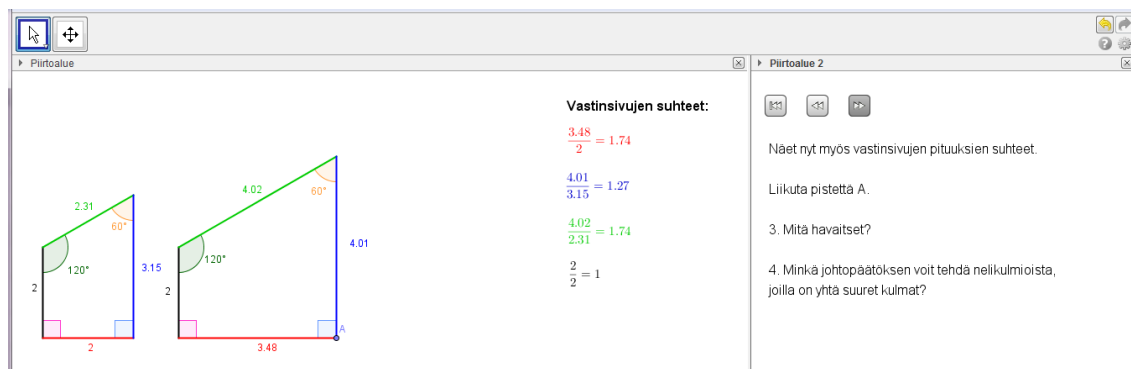 Piirtoalue
Piirtoalue 2
Vastinsivujen suhteet:
3.48/2 = 1.74
4.01/3.15 = 1.27
4.02/2.31 = 1.74
2/2 = 1
2.31
60°
120°
3.15
2
2
4.02
60°
120°
4.01
2
A
3.48
Näet nyt myös vastinsivujen pituuksien suhteet.
Liikuta pistettä A.
3. Mitä havaitset?
4. Minkä johtopäätöksen voit tehdä nelikulmioista,
joilla on yhtä suuret kulmat?